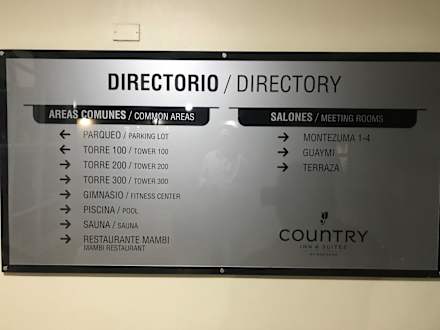 DIRECTORIO / DIRECTORY
AREAS COMUNES / COMMON AREAS
← PARQUEO / PARKING LOT
← TORRE 100 / TOWER 100
→ TORRE 200 / TOWER 200
→ TORRE 300 / TOWER 300
→ GIMNASIO / FITNESS CENTER
→ PISCINA / POOL
→ SAUNA / SAUNA
→ RESTAURANTE MAMBI
MAMBI RESTAURANT
SALONES / MEETING ROOMS
→ MONTEZUMA 1-4
→ GUAYMI
→ TERRAZA
COUNTRY
INN & SUITES